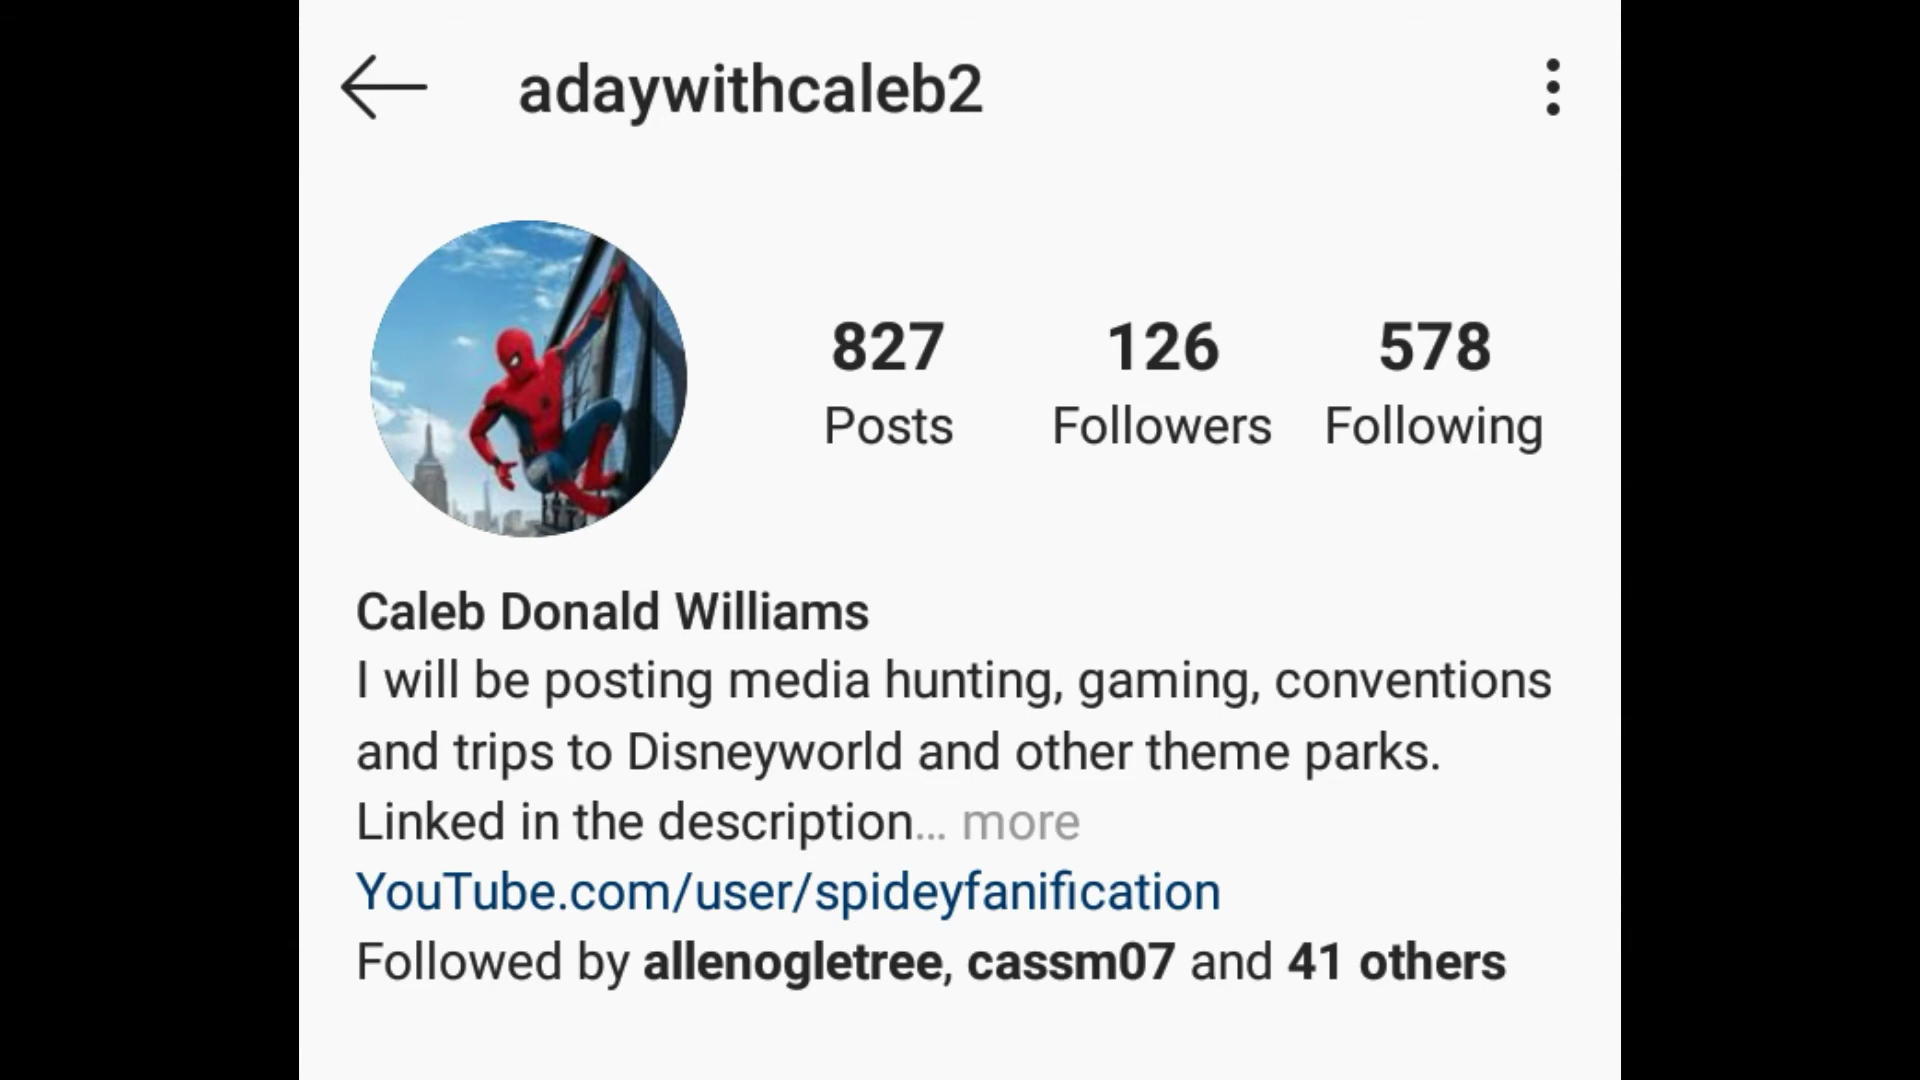 adaywithcaleb2
827 126 578
Posts Followers Following
Caleb Donald Williams
I will be posting media hunting, gaming, conventions
and trips to Disneyworld and other theme parks.
Linked in the description... more
YouTube.com/user/spideyfanification
Followed by allenogletree, cassm07 and 41 others